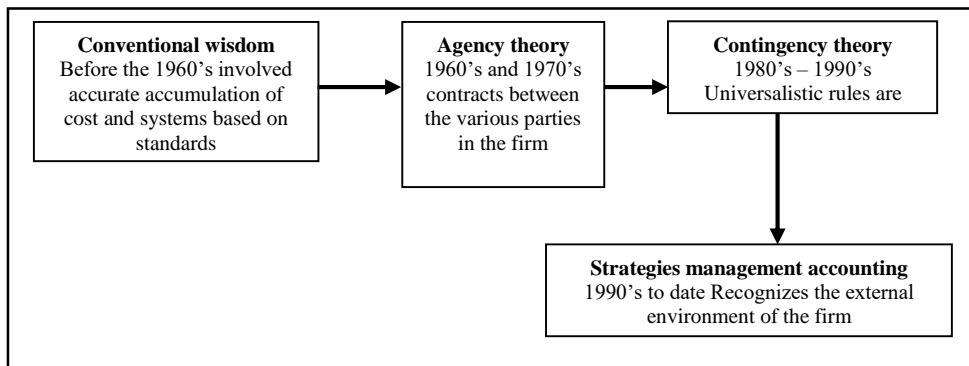 Conventional wisdom
Before the 1960’s involved
accurate accumulation of
cost and systems based on
standards
Agency theory
1960’s and 1970’s
contracts between
the various parties
in the firm
Contingency theory
1980’s – 1990’s
Universalistic rules are
Strategies management accounting
1990’s to date Recognizes the external
environment of the firm